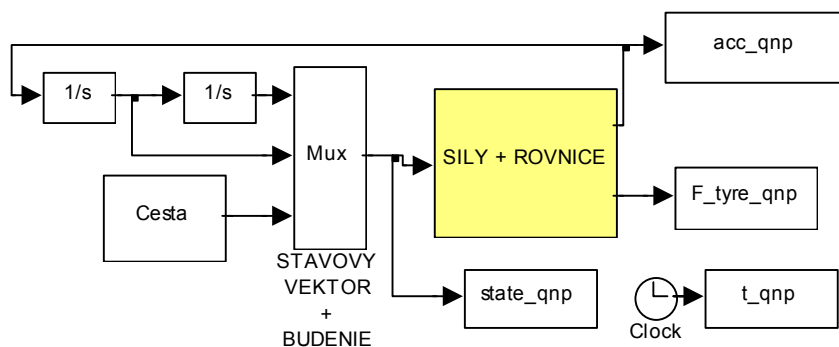 acc_qnp
1/s
1/s
Mux
SILY + ROVNICE
Cesta
F_tyre_qnp
STAVOVY
VEKTOR
+
BUDENIE
state_qnp
t_qnp
Clock